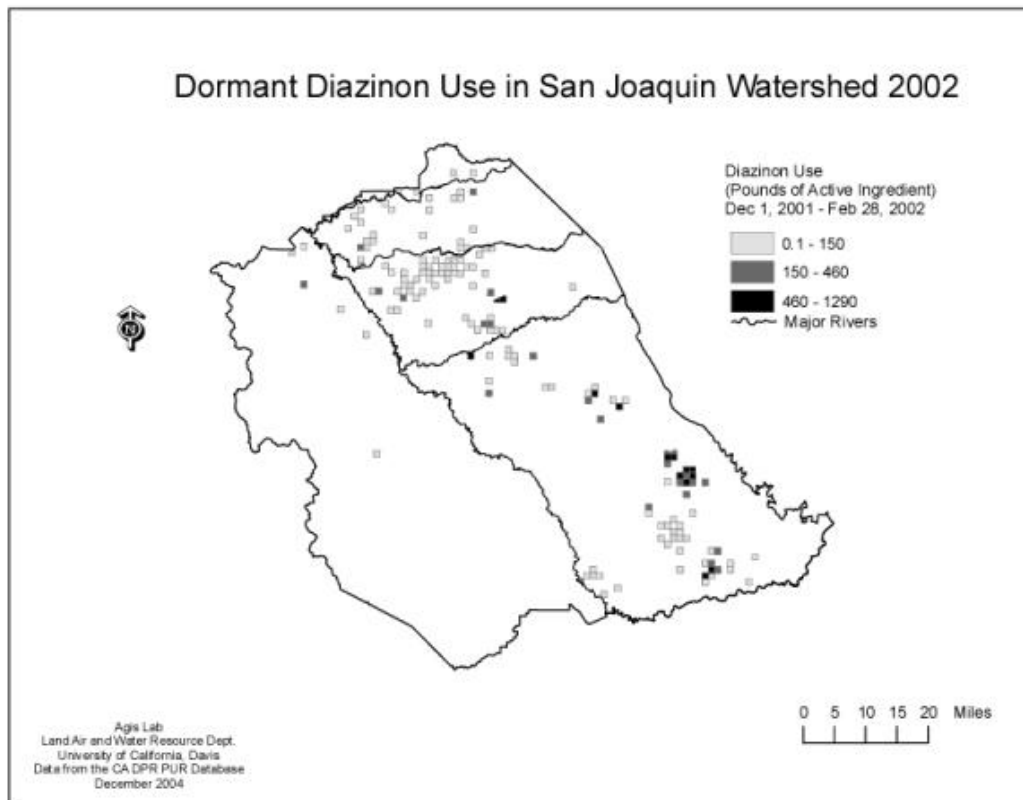 Dormant Diazinon Use in San Joaquin Watershed 2002
Diazinon Use
(Pounds of Active Ingredient)
Dec 1, 2001 - Feb 28, 2002
0.1 - 150
150 - 460
460 - 1290
Major Rivers
N
0 5 10 15 20 Miles
Agis Lab
Land Air and Water Resource Dept.
University of California, Davis
Data from the CA DPR PUR Database
December 2004